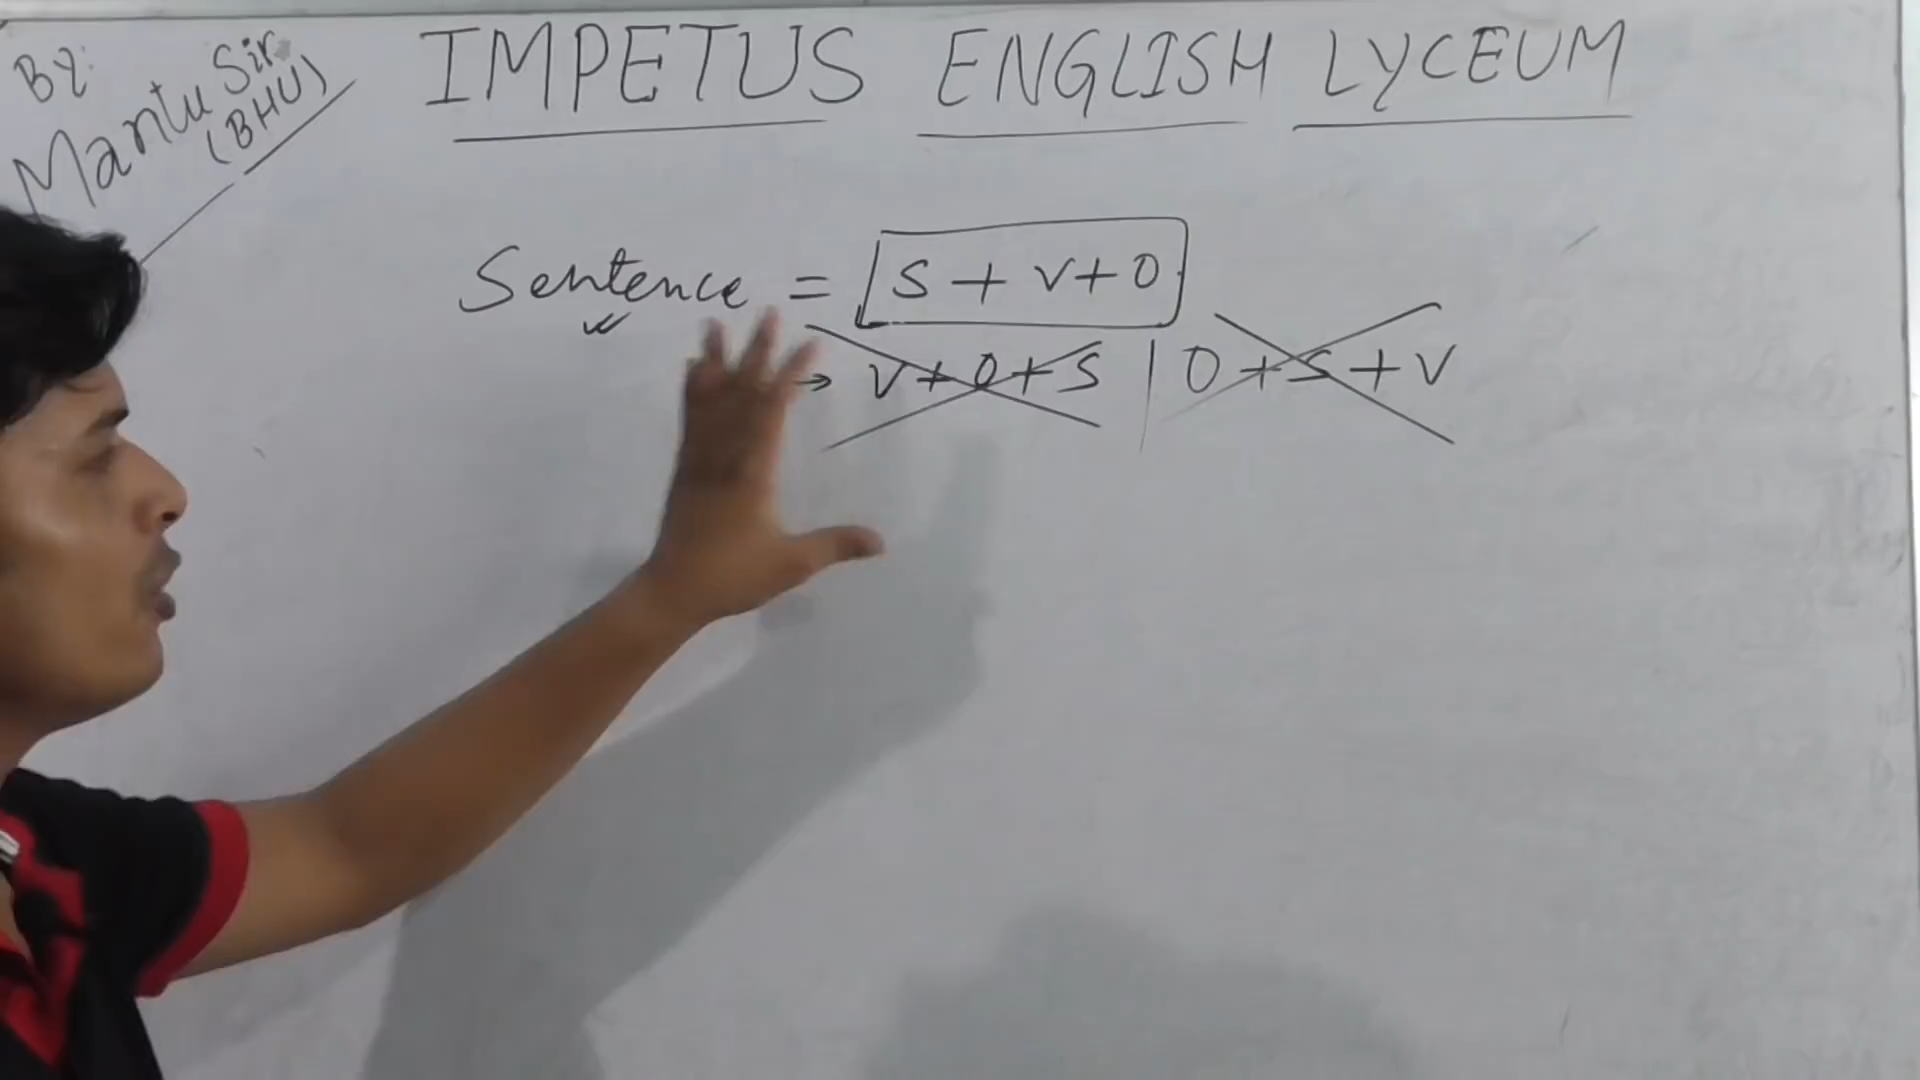 By:
Mantu Sir
(BHU)
IMPETUS ENGLISH LYCEUM
Sentence = S + V + O
→ V + O + S | O + S + V